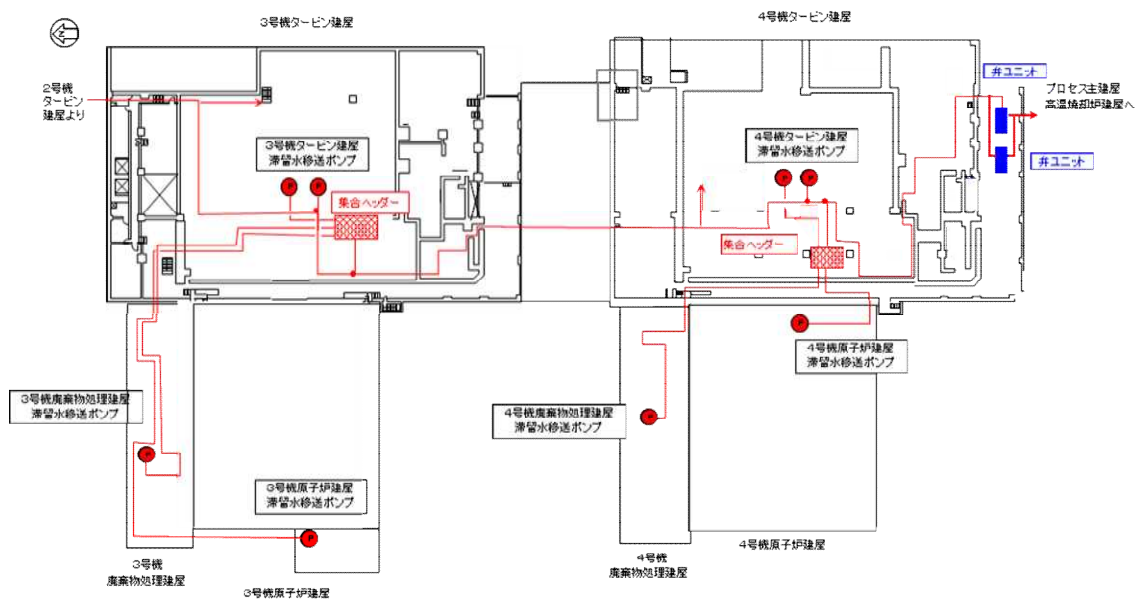 3号機タービン建屋
4号機タービン建屋
Z
2号機
タービン
建屋より
弁ユニット
プロセス主建屋
高温焼却炉建屋へ
弁ユニット
3号機タービン建屋
滞留水移送ポンプ
4号機タービン建屋
滞留水移送ポンプ
P
P
P
P
集合ヘッダー
集合ヘッダー
P
4号機原子炉建屋
滞留水移送ポンプ
3号機廃棄物処理建屋
滞留水移送ポンプ
4号機廃棄物処理建屋
滞留水移送ポンプ
P
P
3号機原子炉建屋
滞留水移送ポンプ
P
4号機原子炉建屋
3号機
廃棄物処理建屋
4号機
廃棄物処理建屋
3号機原子炉建屋